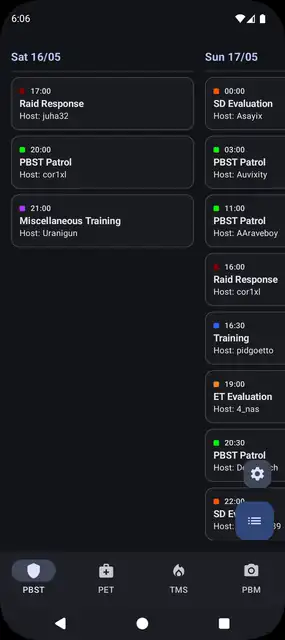 6:06
Sat 16/05
17:00
Raid Response
Host: juha32
20:00
PBST Patrol
Host: cor1xl
21:00
Miscellaneous Training
Host: Uranigun
Sun 17/05
00:00
SD Evaluation
Host: Asayix
03:00
PBST Patrol
Host: Auvixity
11:00
PBST Patrol
Host: AAraveboy
16:00
Raid Response
Host: cor1xl
16:30
Training
Host: pidgoetto
19:00
ET Evaluation
Host: 4_nas
20:30
PBST Patrol
Host:
22:00
SD
Host:
PBST
PET
TMS
PBM